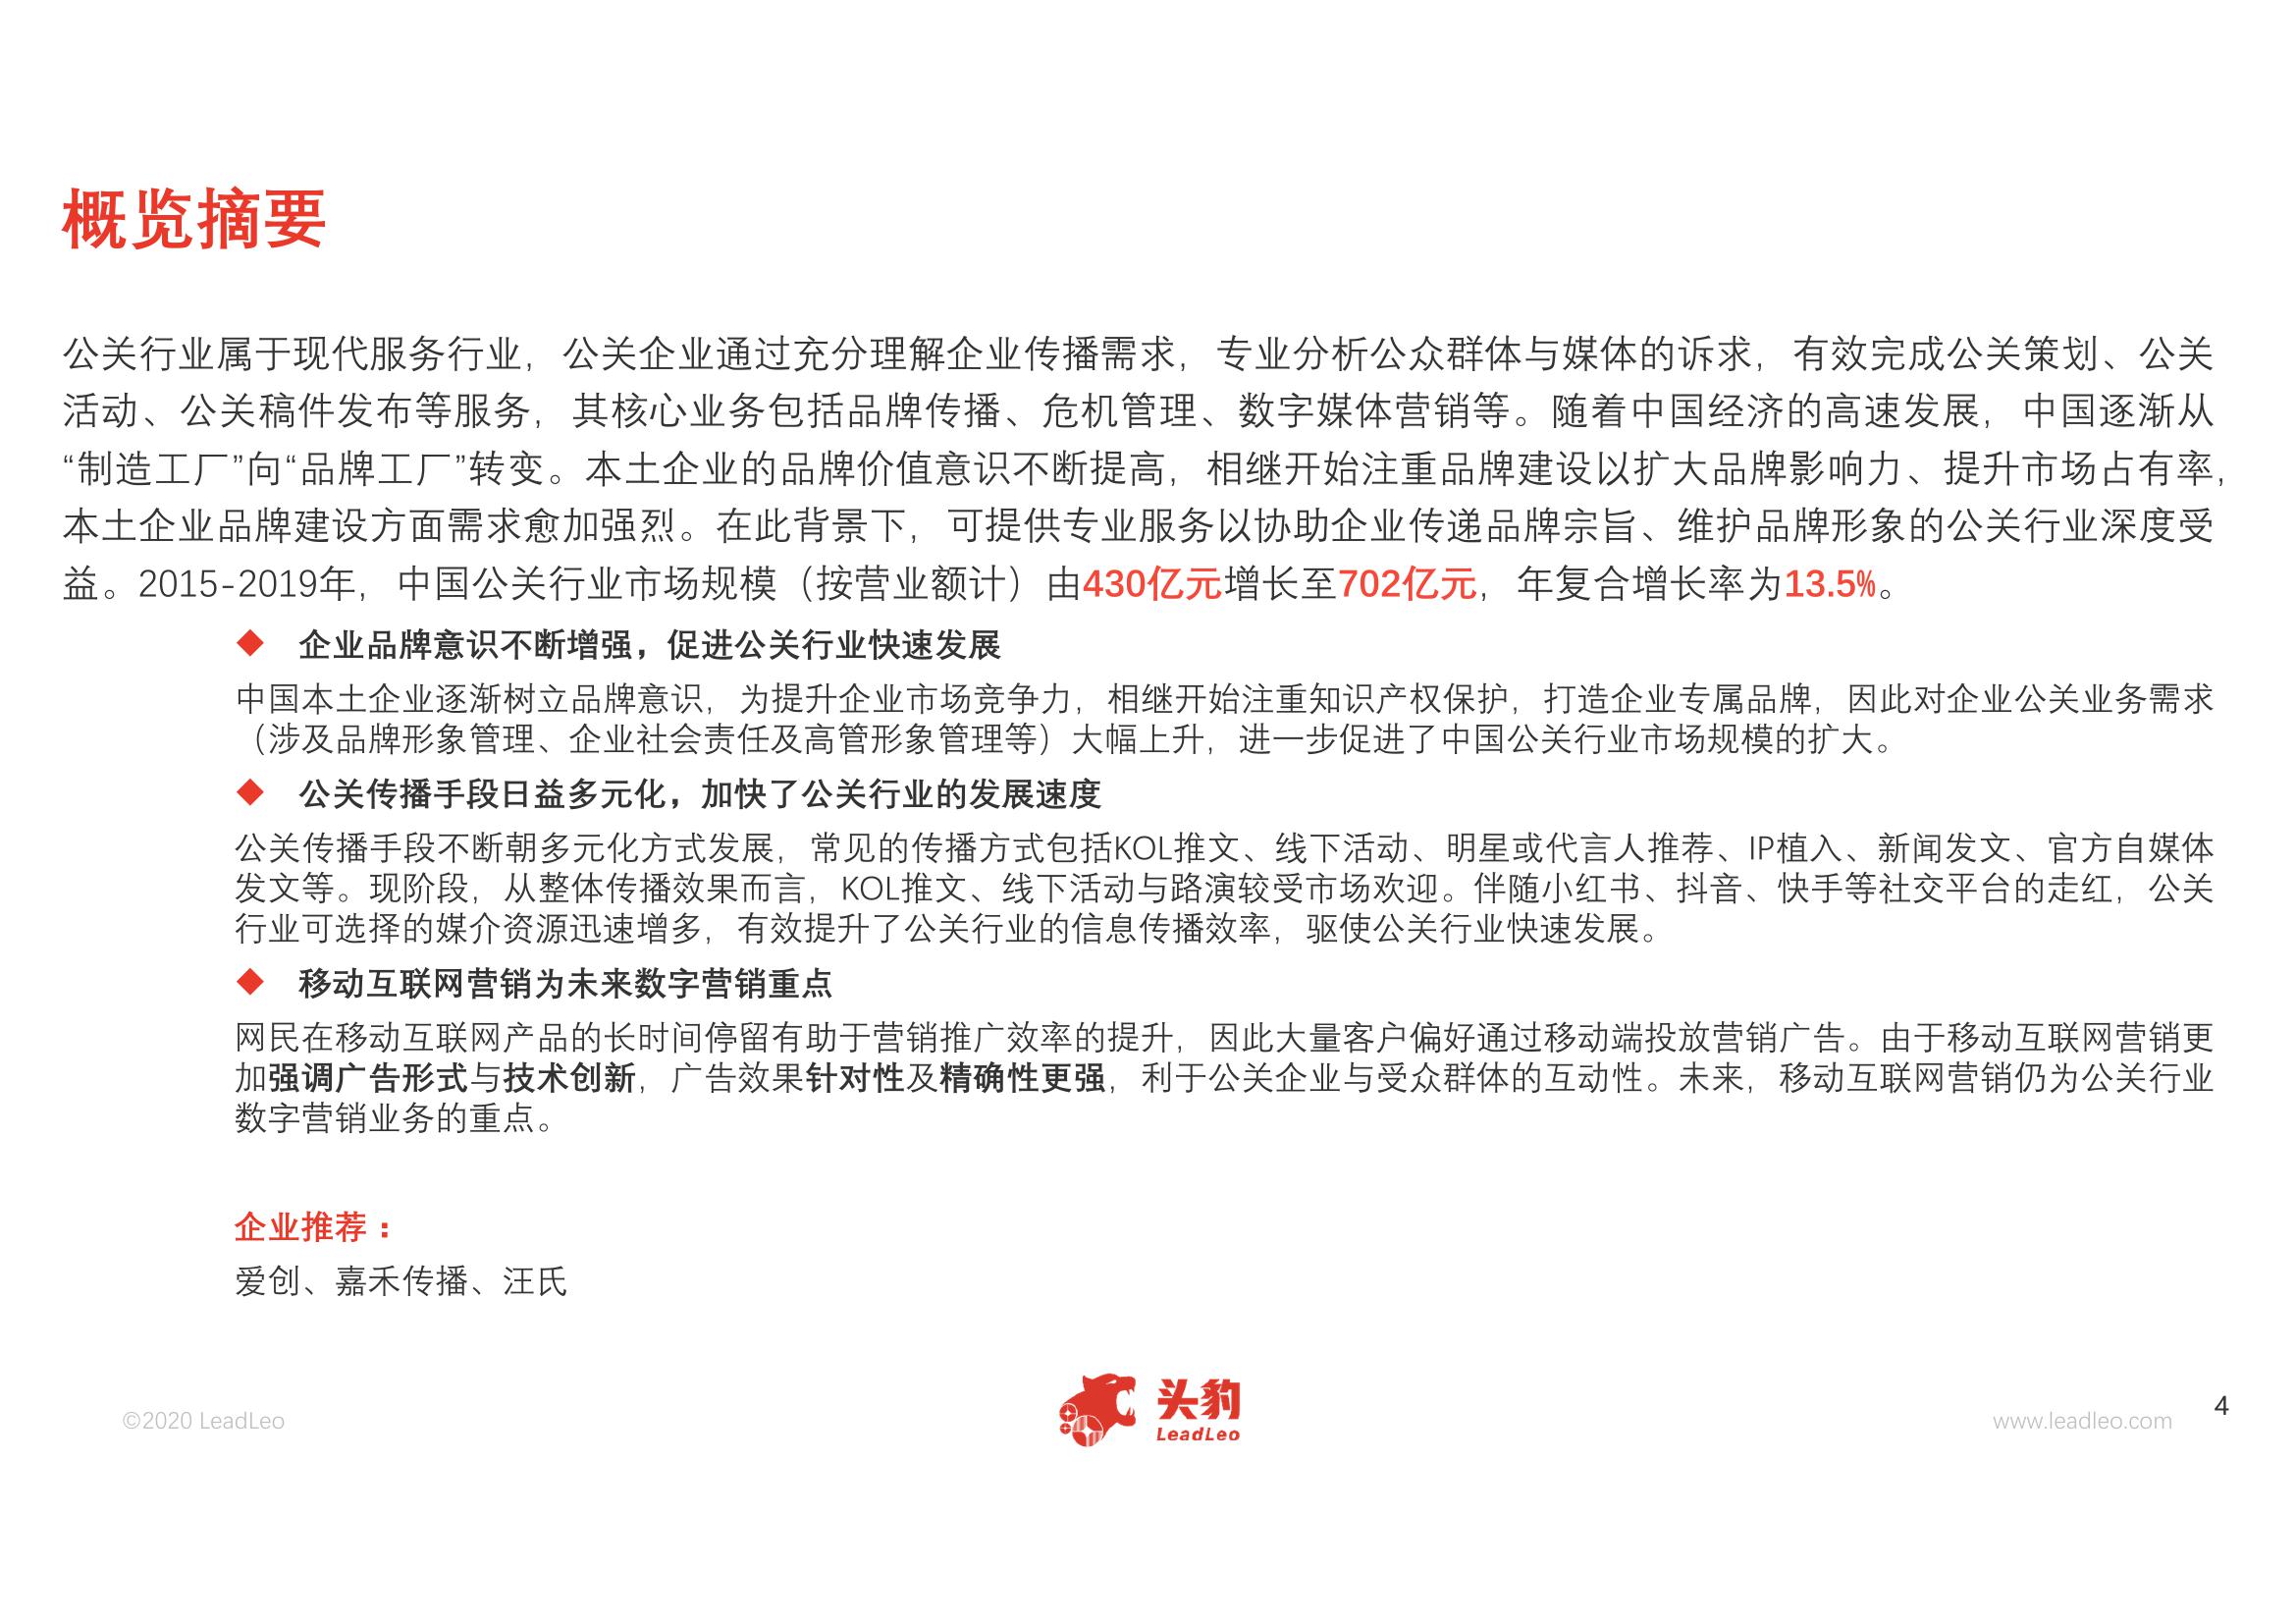 概览摘要
公关行业属于现代服务行业，公关企业通过充分理解企业传播需求，专业分析公众群体与媒体的诉求，有效完成公关策划、公关
活动、公关稿件发布等服务，其核心业务包括品牌传播、危机管理、数字媒体营销等。随着中国经济的高速发展，中国逐渐从
“制造工厂”向“品牌工厂”转变。本土企业的品牌价值意识不断提高，相继开始注重品牌建设以扩大品牌影响力、提升市场占有率，
本土企业品牌建设方面需求愈加强烈。在此背景下，可提供专业服务以协助企业传递品牌宗旨、维护品牌形象的公关行业深度受
益。2015-2019年，中国公关行业市场规模（按营业额计）由430亿元增长至702亿元，年复合增长率为13.5%。
◆ 企业品牌意识不断增强，促进公关行业快速发展
中国本土企业逐渐树立品牌意识，为提升企业市场竞争力，相继开始注重知识产权保护，打造企业专属品牌，因此对企业公关业务需求
（涉及品牌形象管理、企业社会责任及高管形象管理等）大幅上升，进一步促进了中国公关行业市场规模的扩大。
◆ 公关传播手段日益多元化，加快了公关行业的发展速度
公关传播手段不断朝多元化方式发展，常见的传播方式包括KOL推文、线下活动、明星或代言人推荐、IP植入、新闻发文、官方自媒体
发文等。现阶段，从整体传播效果而言，KOL推文、线下活动与路演较受市场欢迎。伴随小红书、抖音、快手等社交平台的走红，公关
行业可选择的媒介资源迅速增多，有效提升了公关行业的信息传播效率，驱使公关行业快速发展。
◆ 移动互联网营销为未来数字营销重点
网民在移动互联网产品的长时间停留有助于营销推广效率的提升，因此大量客户偏好通过移动端投放营销广告。由于移动互联网营销更
加强调广告形式与技术创新，广告效果针对性及精确性更强，利于公关企业与受众群体的互动性。未来，移动互联网营销仍为公关行业
数字营销业务的重点。
企业推荐：
爱创、嘉禾传播、汪氏
©2020 LeadLeo
头豹
LeadLeo
www.leadleo.com
4